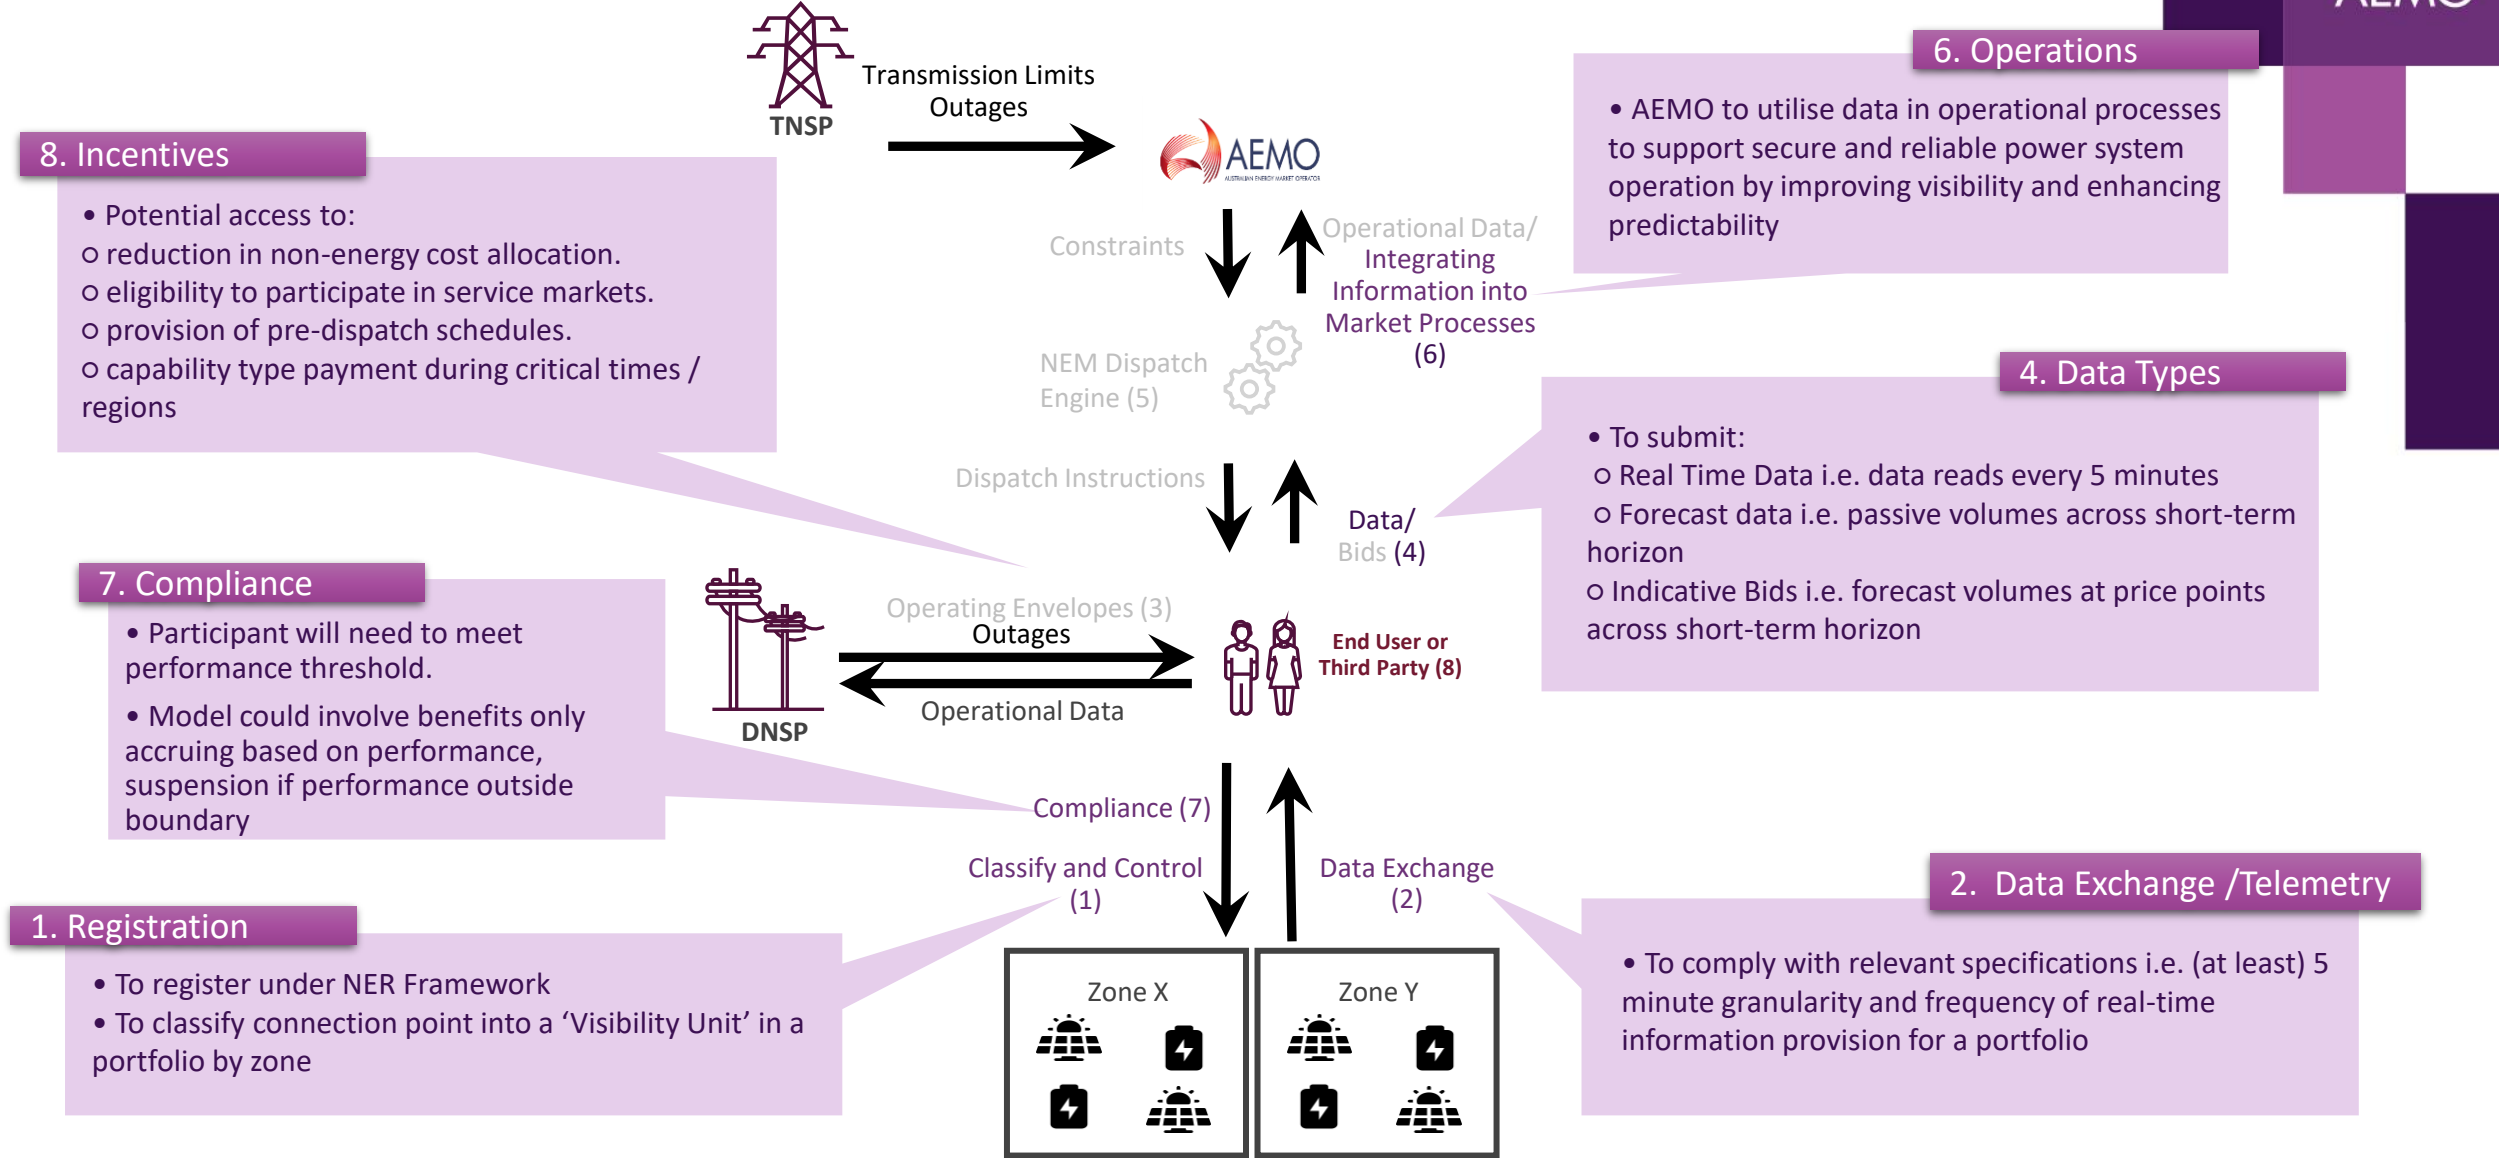 AEMO
Transmission Limits
Outages
TNSP
AEMO
AUSTRALIAN ENERGY MARKET OPERATOR
6. Operations
• AEMO to utilise data in operational processes
to support secure and reliable power system
operation by improving visibility and enhancing
predictability
8. Incentives
• Potential access to:
○ reduction in non-energy cost allocation.
○ eligibility to participate in service markets.
○ provision of pre-dispatch schedules.
○ capability type payment during critical times /
regions
Constraints
Operational Data/
Integrating
Information into
Market Processes
(6)
NEM Dispatch
Engine (5)
4. Data Types
• To submit:
○ Real Time Data i.e. data reads every 5 minutes
○ Forecast data i.e. passive volumes across short-term
horizon
○ Indicative Bids i.e. forecast volumes at price points
across short-term horizon
Dispatch Instructions
Data/
Bids (4)
7. Compliance
• Participant will need to meet
performance threshold.
• Model could involve benefits only
accruing based on performance,
suspension if performance outside
boundary
Operating Envelopes (3)
Outages
Operational Data
DNSP
End User or
Third Party (8)
Compliance (7)
Classify and Control
(1)
Data Exchange
(2)
1. Registration
• To register under NER Framework
• To classify connection point into a ‘Visibility Unit’ in a
portfolio by zone
2. Data Exchange /Telemetry
• To comply with relevant specifications i.e. (at least) 5
minute granularity and frequency of real-time
information provision for a portfolio
Zone X
Zone Y